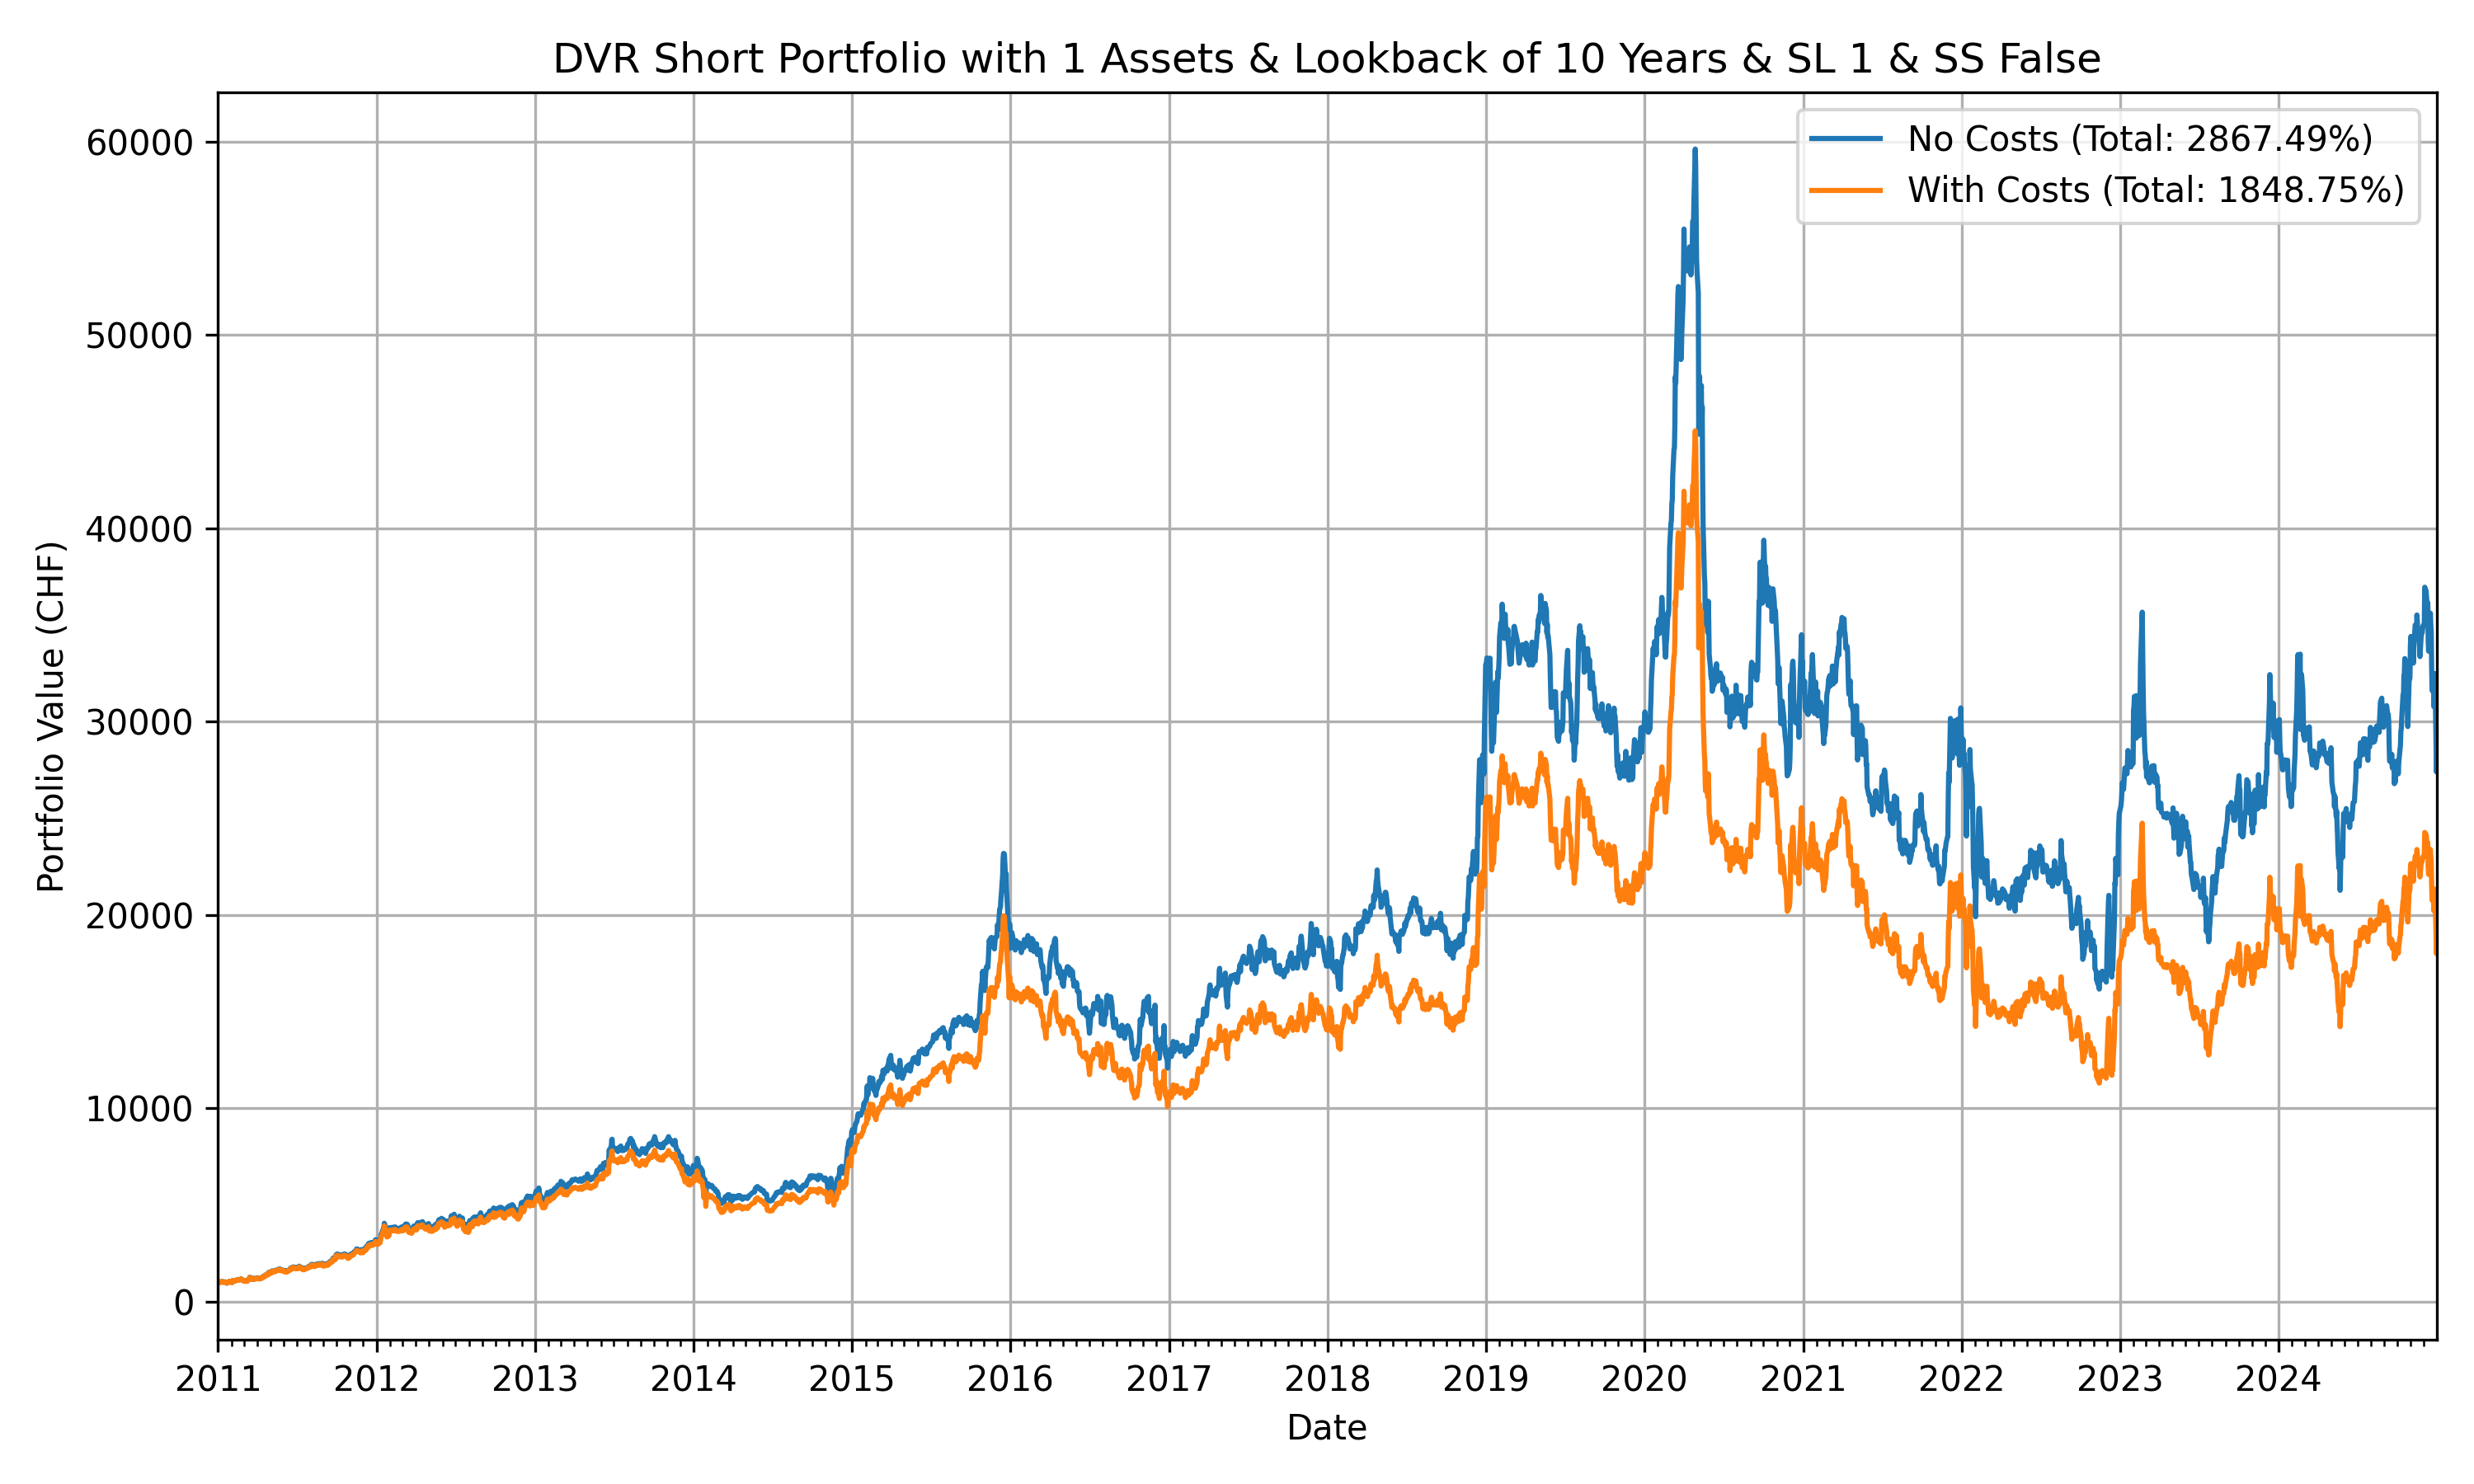 DVR Short Portfolio with 1 Assets & Lookback of 10 Years & SL 1 & SS False
No Costs (Total: 2867.49%)
With Costs (Total: 1848.75%)
Portfolio Value (CHF)
60000
50000
40000
30000
20000
10000
0
2011 2012 2013 2014 2015 2016 2017 2018 2019 2020 2021 2022 2023 2024
Date